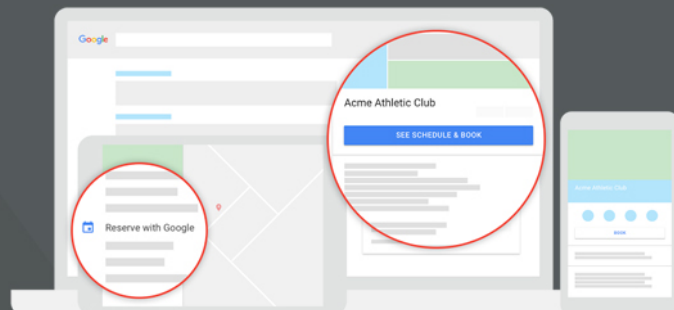 Google
Acme Athletic Club
SEE SCHEDULE & BOOK
Reserve with Google
Acme Athletic Club
BOOK